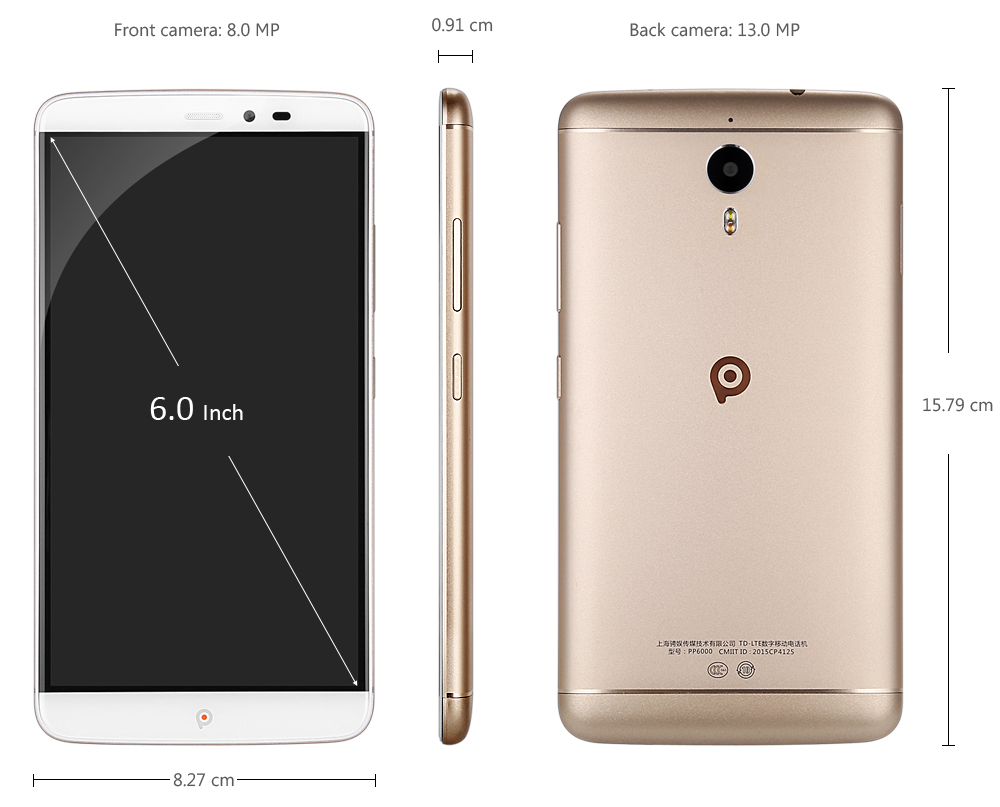 Front camera: 8.0 MP
0.91 cm
Back camera: 13.0 MP
6.0 Inch
15.79 cm
上海骋娱传媒技术有限公司 TD-LTE数字移动电话机
型号：PP6000 CMIIT ID : 2015CP4125
8.27 cm